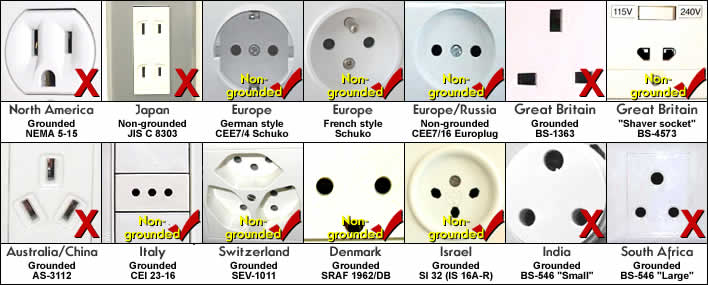 115V 240V
Non-grounded
Non-grounded
Non-grounded
Non-grounded
North America
Grounded
NEMA 5-15
Japan
Non-grounded
JIS C 8303
Europe
German style
CEE7/4 Schuko
Europe
French style
Schuko
Europe/Russia
Non-grounded
CEE7/16 Europlug
Great Britain
Grounded
BS-1363
Great Britain
"Shaver socket"
BS-4573
Non-grounded
Non-grounded
Non-grounded
Non-grounded
Australia/China
Grounded
AS-3112
Italy
Grounded
CEI 23-16
Switzerland
Grounded
SEV-1011
Denmark
Grounded
SRAF 1962/DB
Israel
Grounded
SI 32 (IS 16A-R)
India
Grounded
BS-546 "Small"
South Africa
Grounded
BS-546 "Large"